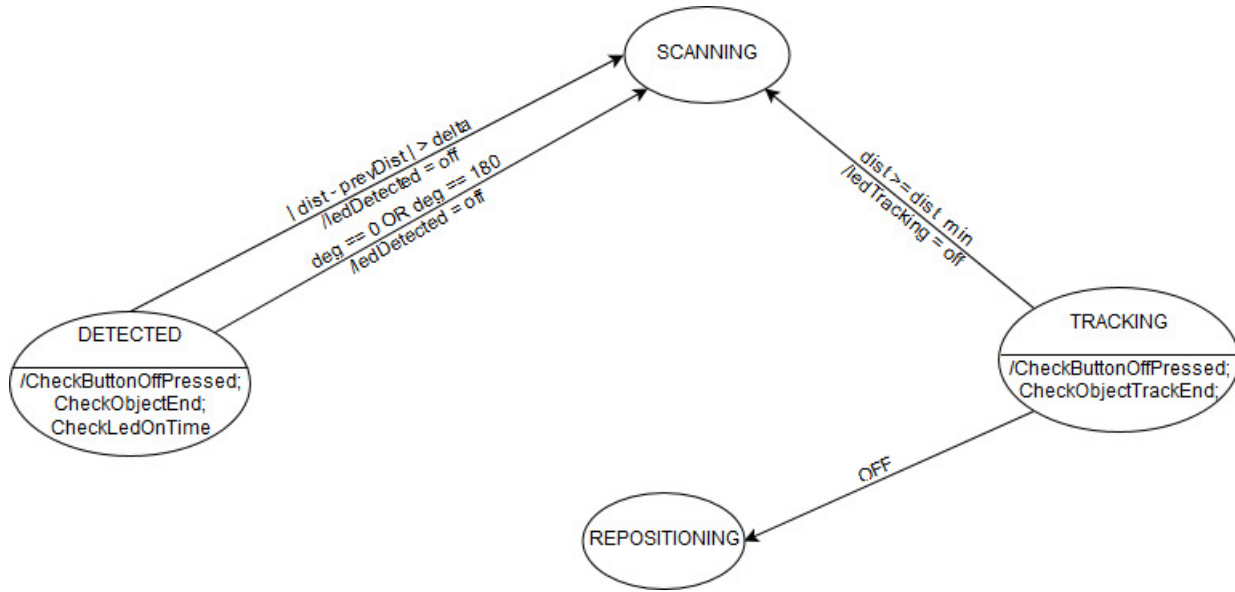 SCANNING
| dist - prevDist | > delta
/ledDetected = off
deg == 0 OR deg == 180
/ledDetected = off
dist >= dist_min
/ledTracking = off
DETECTED
/CheckButtonOffPressed;
CheckObjectEnd;
CheckLedOnTime
TRACKING
/CheckButtonOffPressed;
CheckObjectTrackEnd;
OFF
REPOSITIONING